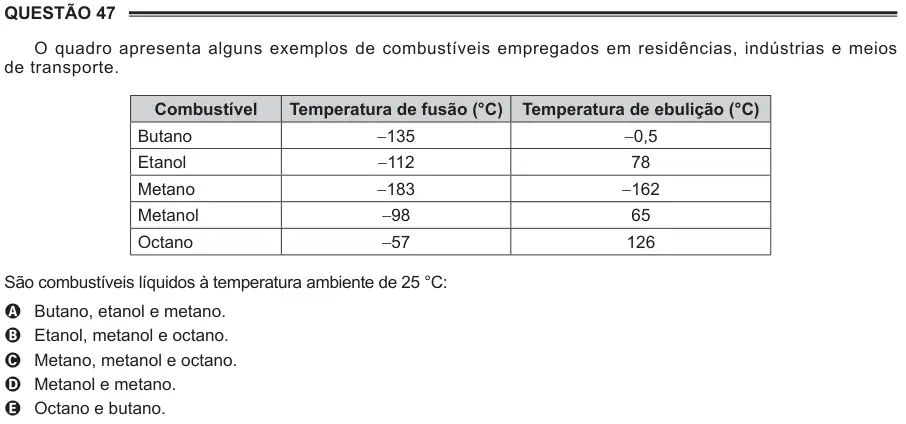 QUESTÃO 47
O quadro apresenta alguns exemplos de combustíveis empregados em residências, indústrias e meios
de transporte.
Combustível Temperatura de fusão (°C) Temperatura de ebulição (°C)
Butano −135 −0,5
Etanol −112 78
Metano −183 −162
Metanol −98 65
Octano −57 126
São combustíveis líquidos à temperatura ambiente de 25 °C:
A Butano, etanol e metano.
B Etanol, metanol e octano.
C Metano, metanol e octano.
D Metanol e metano.
E Octano e butano.